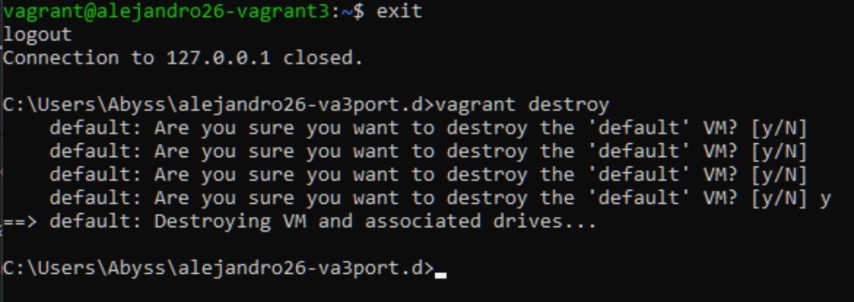 vagrant@alejandro26-vagrant3:~$ exit
logout
Connection to 127.0.0.1 closed.
C:\Users\Abyss\alejandro26-va3port.d>vagrant destroy
default: Are you sure you want to destroy the 'default' VM? [y/N]
default: Are you sure you want to destroy the 'default' VM? [y/N]
default: Are you sure you want to destroy the 'default' VM? [y/N]
default: Are you sure you want to destroy the 'default' VM? [y/N] y
==> default: Destroying VM and associated drives...
C:\Users\Abyss\alejandro26-va3port.d>